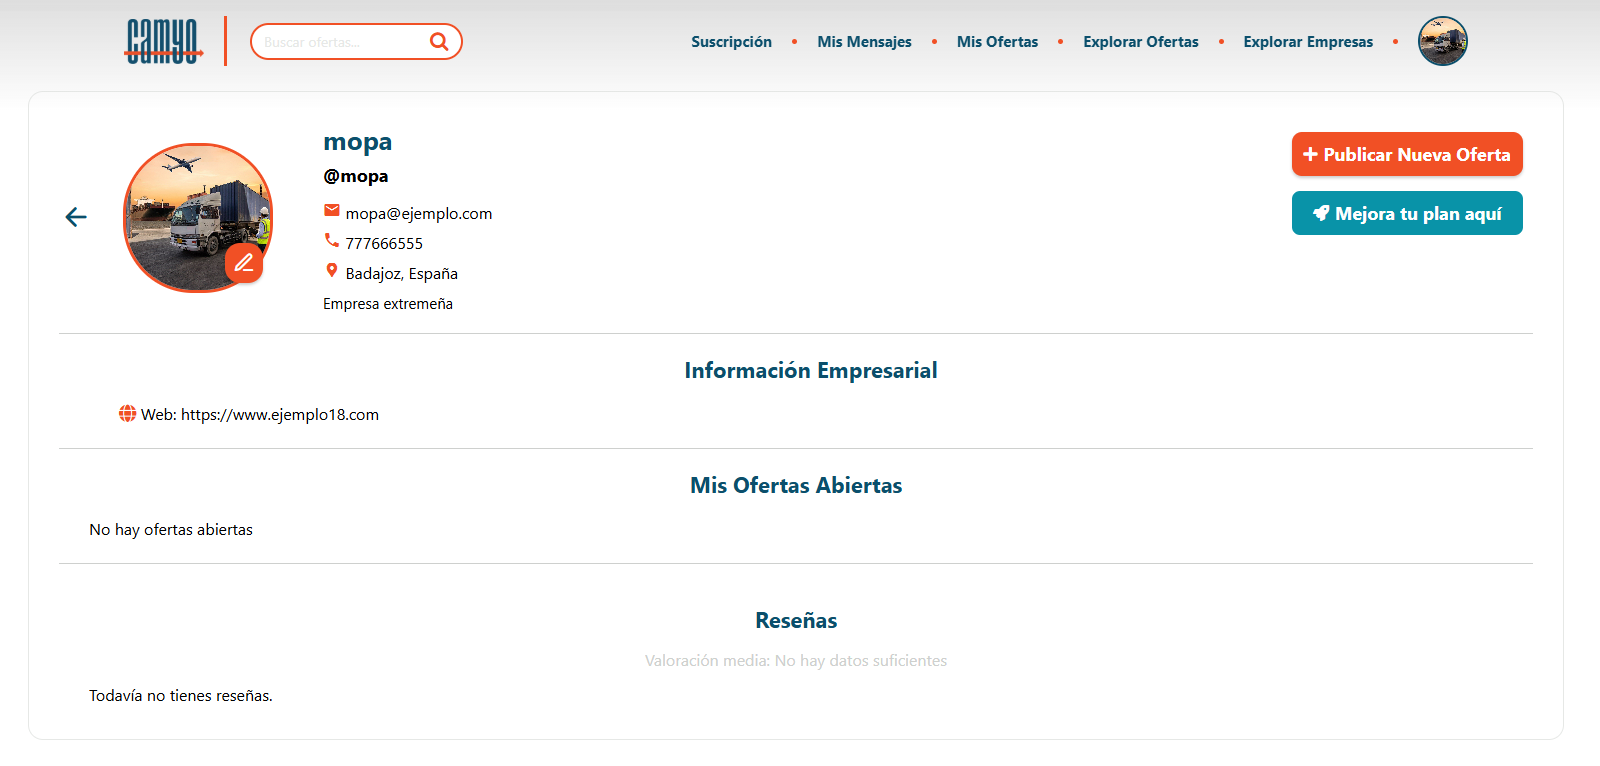 camyo
Buscar ofertas...
Suscripción • Mis Mensajes • Mis Ofertas • Explorar Ofertas • Explorar Empresas •
mopa
@mopa
mopa@ejemplo.com
777666555
Badajoz, España
Empresa extremeña
+ Publicar Nueva Oferta
Mejora tu plan aquí
Información Empresarial
Web: https://www.ejemplo18.com
Mis Ofertas Abiertas
No hay ofertas abiertas
Reseñas
Valoración media: No hay datos suficientes
Todavía no tienes reseñas.